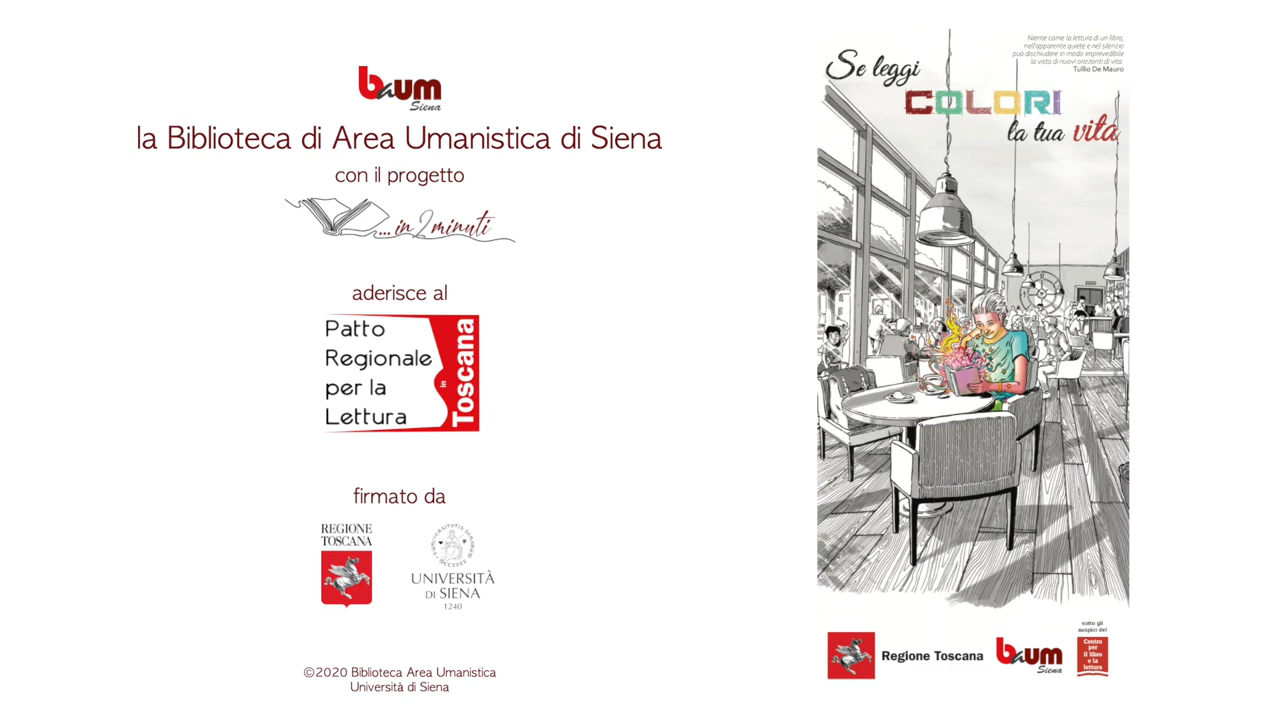 baum
Siena
la Biblioteca di Area Umanistica di Siena
con il progetto
...in 2 minuti
aderisce al
Patto
Regionale
per la
Lettura
in
Toscana
firmato da
REGIONE
TOSCANA
UNIVERSITÀ
DI SIENA
1240
©2020 Biblioteca Area Umanistica
Università di Siena
Niente come la lettura di un libro,
nell'apparente quiete e nel silenzio
può dischiudere in modo imprevedibile
la vista di nuovi orizzonti di vita.
Tullio De Mauro
Se leggi
COLORI
la tua vita
Regione Toscana
baum
Siena
sotto gli
auspici del
Centro
per
il libro
e la
lettura